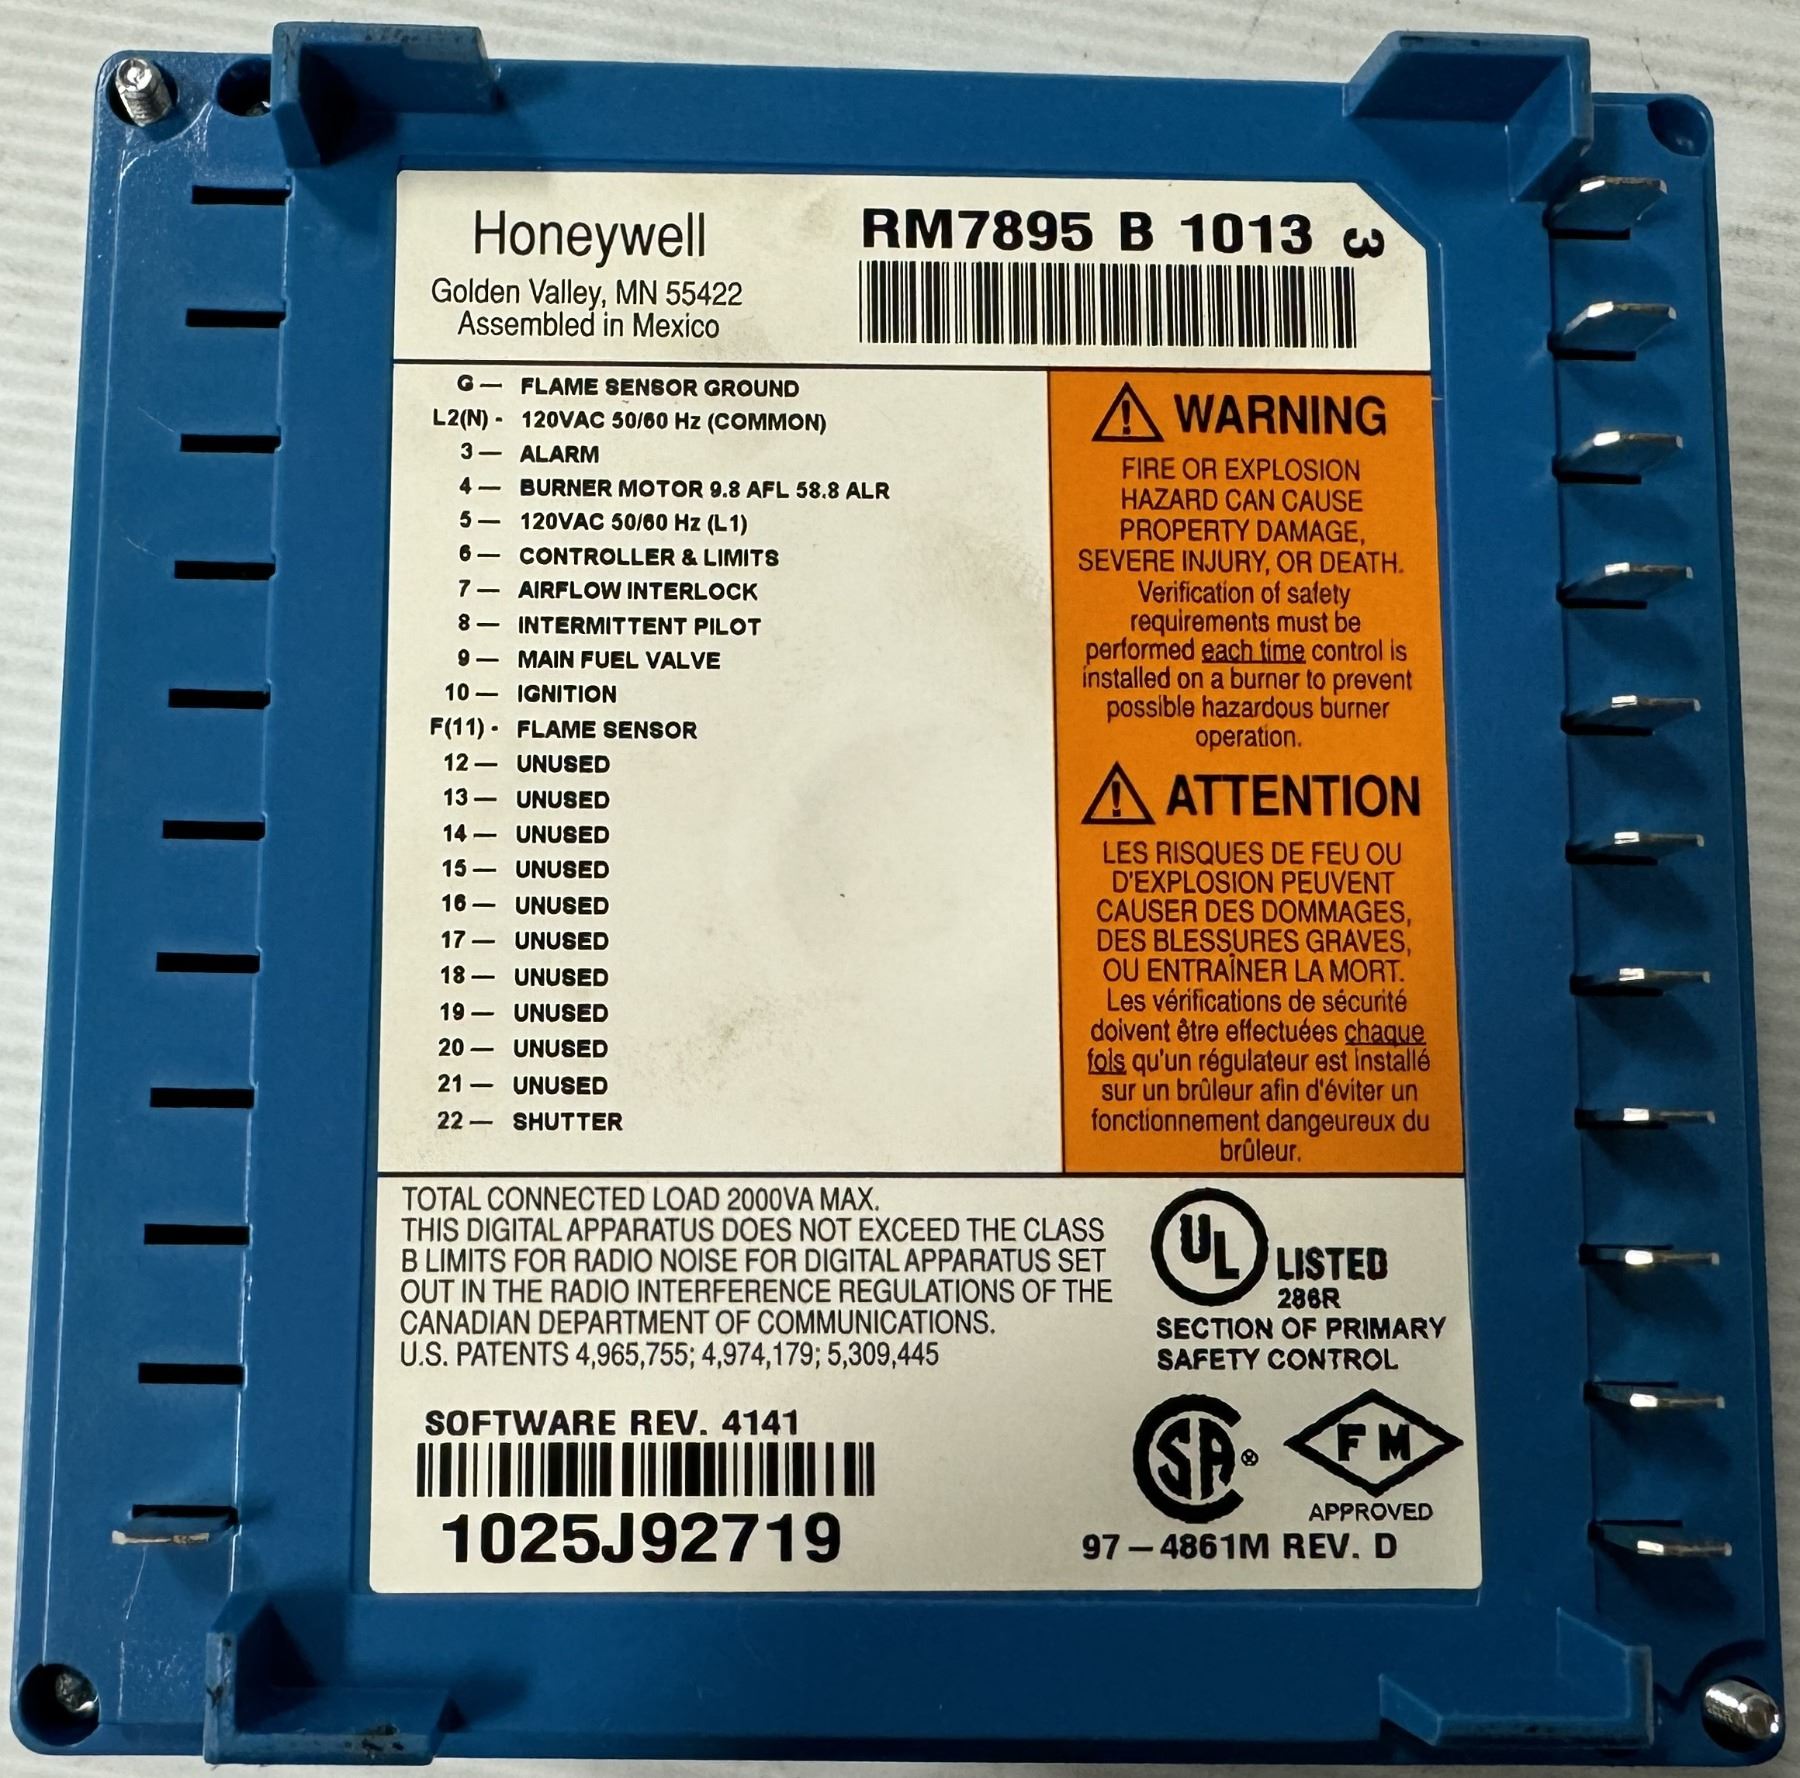 Honeywell
Golden Valley, MN 55422
Assembled in Mexico
RM7895 B 1013 3
G — FLAME SENSOR GROUND
L2(N) - 120VAC 50/60 Hz (COMMON)
3 — ALARM
4 — BURNER MOTOR 9.8 AFL 58.8 ALR
5 — 120VAC 50/60 Hz (L1)
6 — CONTROLLER & LIMITS
7 — AIRFLOW INTERLOCK
8 — INTERMITTENT PILOT
9 — MAIN FUEL VALVE
10 — IGNITION
F(11) - FLAME SENSOR
12 — UNUSED
13 — UNUSED
14 — UNUSED
15 — UNUSED
16 — UNUSED
17 — UNUSED
18 — UNUSED
19 — UNUSED
20 — UNUSED
21 — UNUSED
22 — SHUTTER
WARNING
FIRE OR EXPLOSION
HAZARD CAN CAUSE
PROPERTY DAMAGE,
SEVERE INJURY, OR DEATH.
Verification of safety
requirements must be
performed each time control is
installed on a burner to prevent
possible hazardous burner
operation.
ATTENTION
LES RISQUES DE FEU OU
D'EXPLOSION PEUVENT
CAUSER DES DOMMAGES,
DES BLESSURES GRAVES,
OU ENTRAÎNER LA MORT.
Les vérifications de sécurité
doivent être effectuées chaque
fois qu'un régulateur est installé
sur un brûleur afin d'éviter un
fonctionnement dangeureux du
brûleur.
TOTAL CONNECTED LOAD 2000VA MAX.
THIS DIGITAL APPARATUS DOES NOT EXCEED THE CLASS
B LIMITS FOR RADIO NOISE FOR DIGITAL APPARATUS SET
OUT IN THE RADIO INTERFERENCE REGULATIONS OF THE
CANADIAN DEPARTMENT OF COMMUNICATIONS.
U.S. PATENTS 4,965,755; 4,974,179; 5,309,445
SOFTWARE REV. 4141
1025J92719
UL LISTED
286R
SECTION OF PRIMARY
SAFETY CONTROL
SA ®
FM
APPROVED
97–4861M REV. D